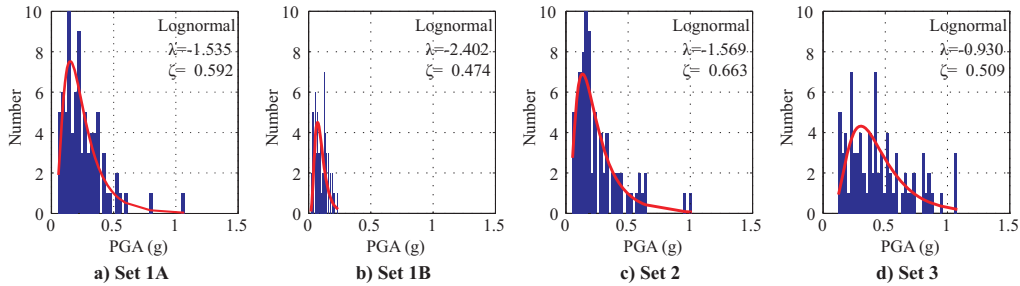 10
8
6
4
2
0
Number
Lognormal
λ=-1.535
ζ= 0.592
0 0.5 1 1.5
PGA (g)
a) Set 1A
10
8
6
4
2
0
Number
Lognormal
λ=-2.402
ζ= 0.474
0 0.5 1 1.5
PGA (g)
b) Set 1B
10
8
6
4
2
0
Number
Lognormal
λ=-1.569
ζ= 0.663
0 0.5 1 1.5
PGA (g)
c) Set 2
10
8
6
4
2
0
Number
Lognormal
λ=-0.930
ζ= 0.509
0 0.5 1 1.5
PGA (g)
d) Set 3